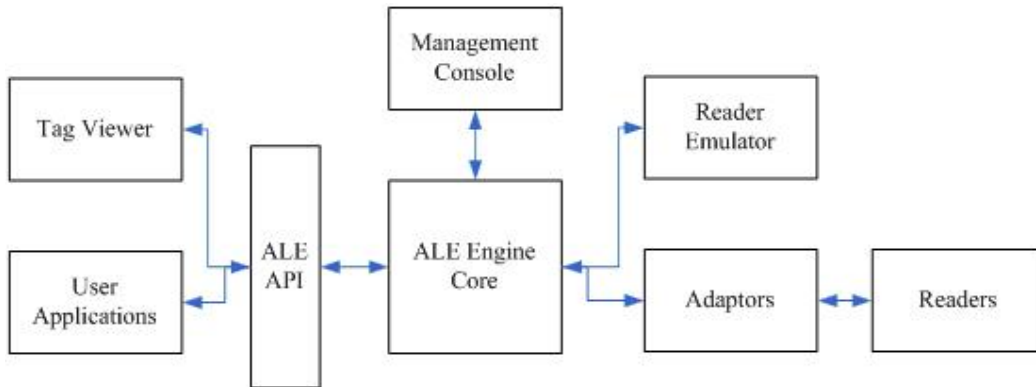 Management
Console
Tag Viewer
Reader
Emulator
ALE
API
ALE Engine
Core
User
Applications
Adaptors
Readers